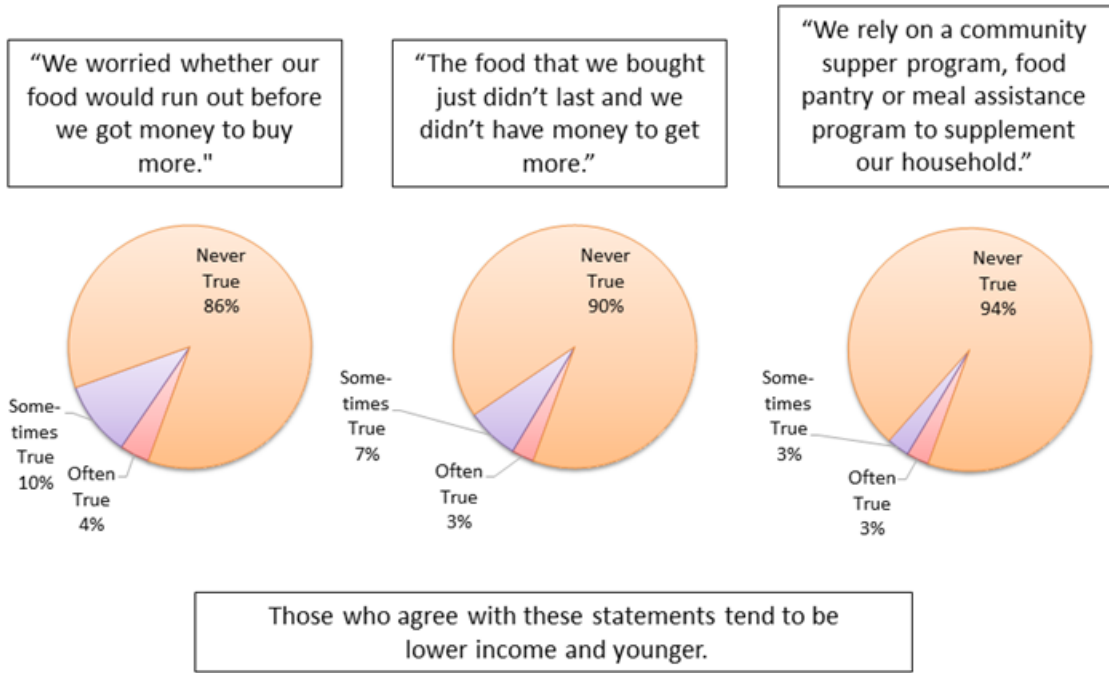 “We worried whether our
food would run out before
we got money to buy
more."
“The food that we bought
just didn’t last and we
didn’t have money to get
more.”
“We rely on a community
supper program, food
pantry or meal assistance
program to supplement
our household.”
Never
True
86%
Some-
times
True
10%
Often
True
4%
Never
True
90%
Some-
times
True
7%
Often
True
3%
Never
True
94%
Some-
times
True
3%
Often
True
3%
Those who agree with these statements tend to be
lower income and younger.